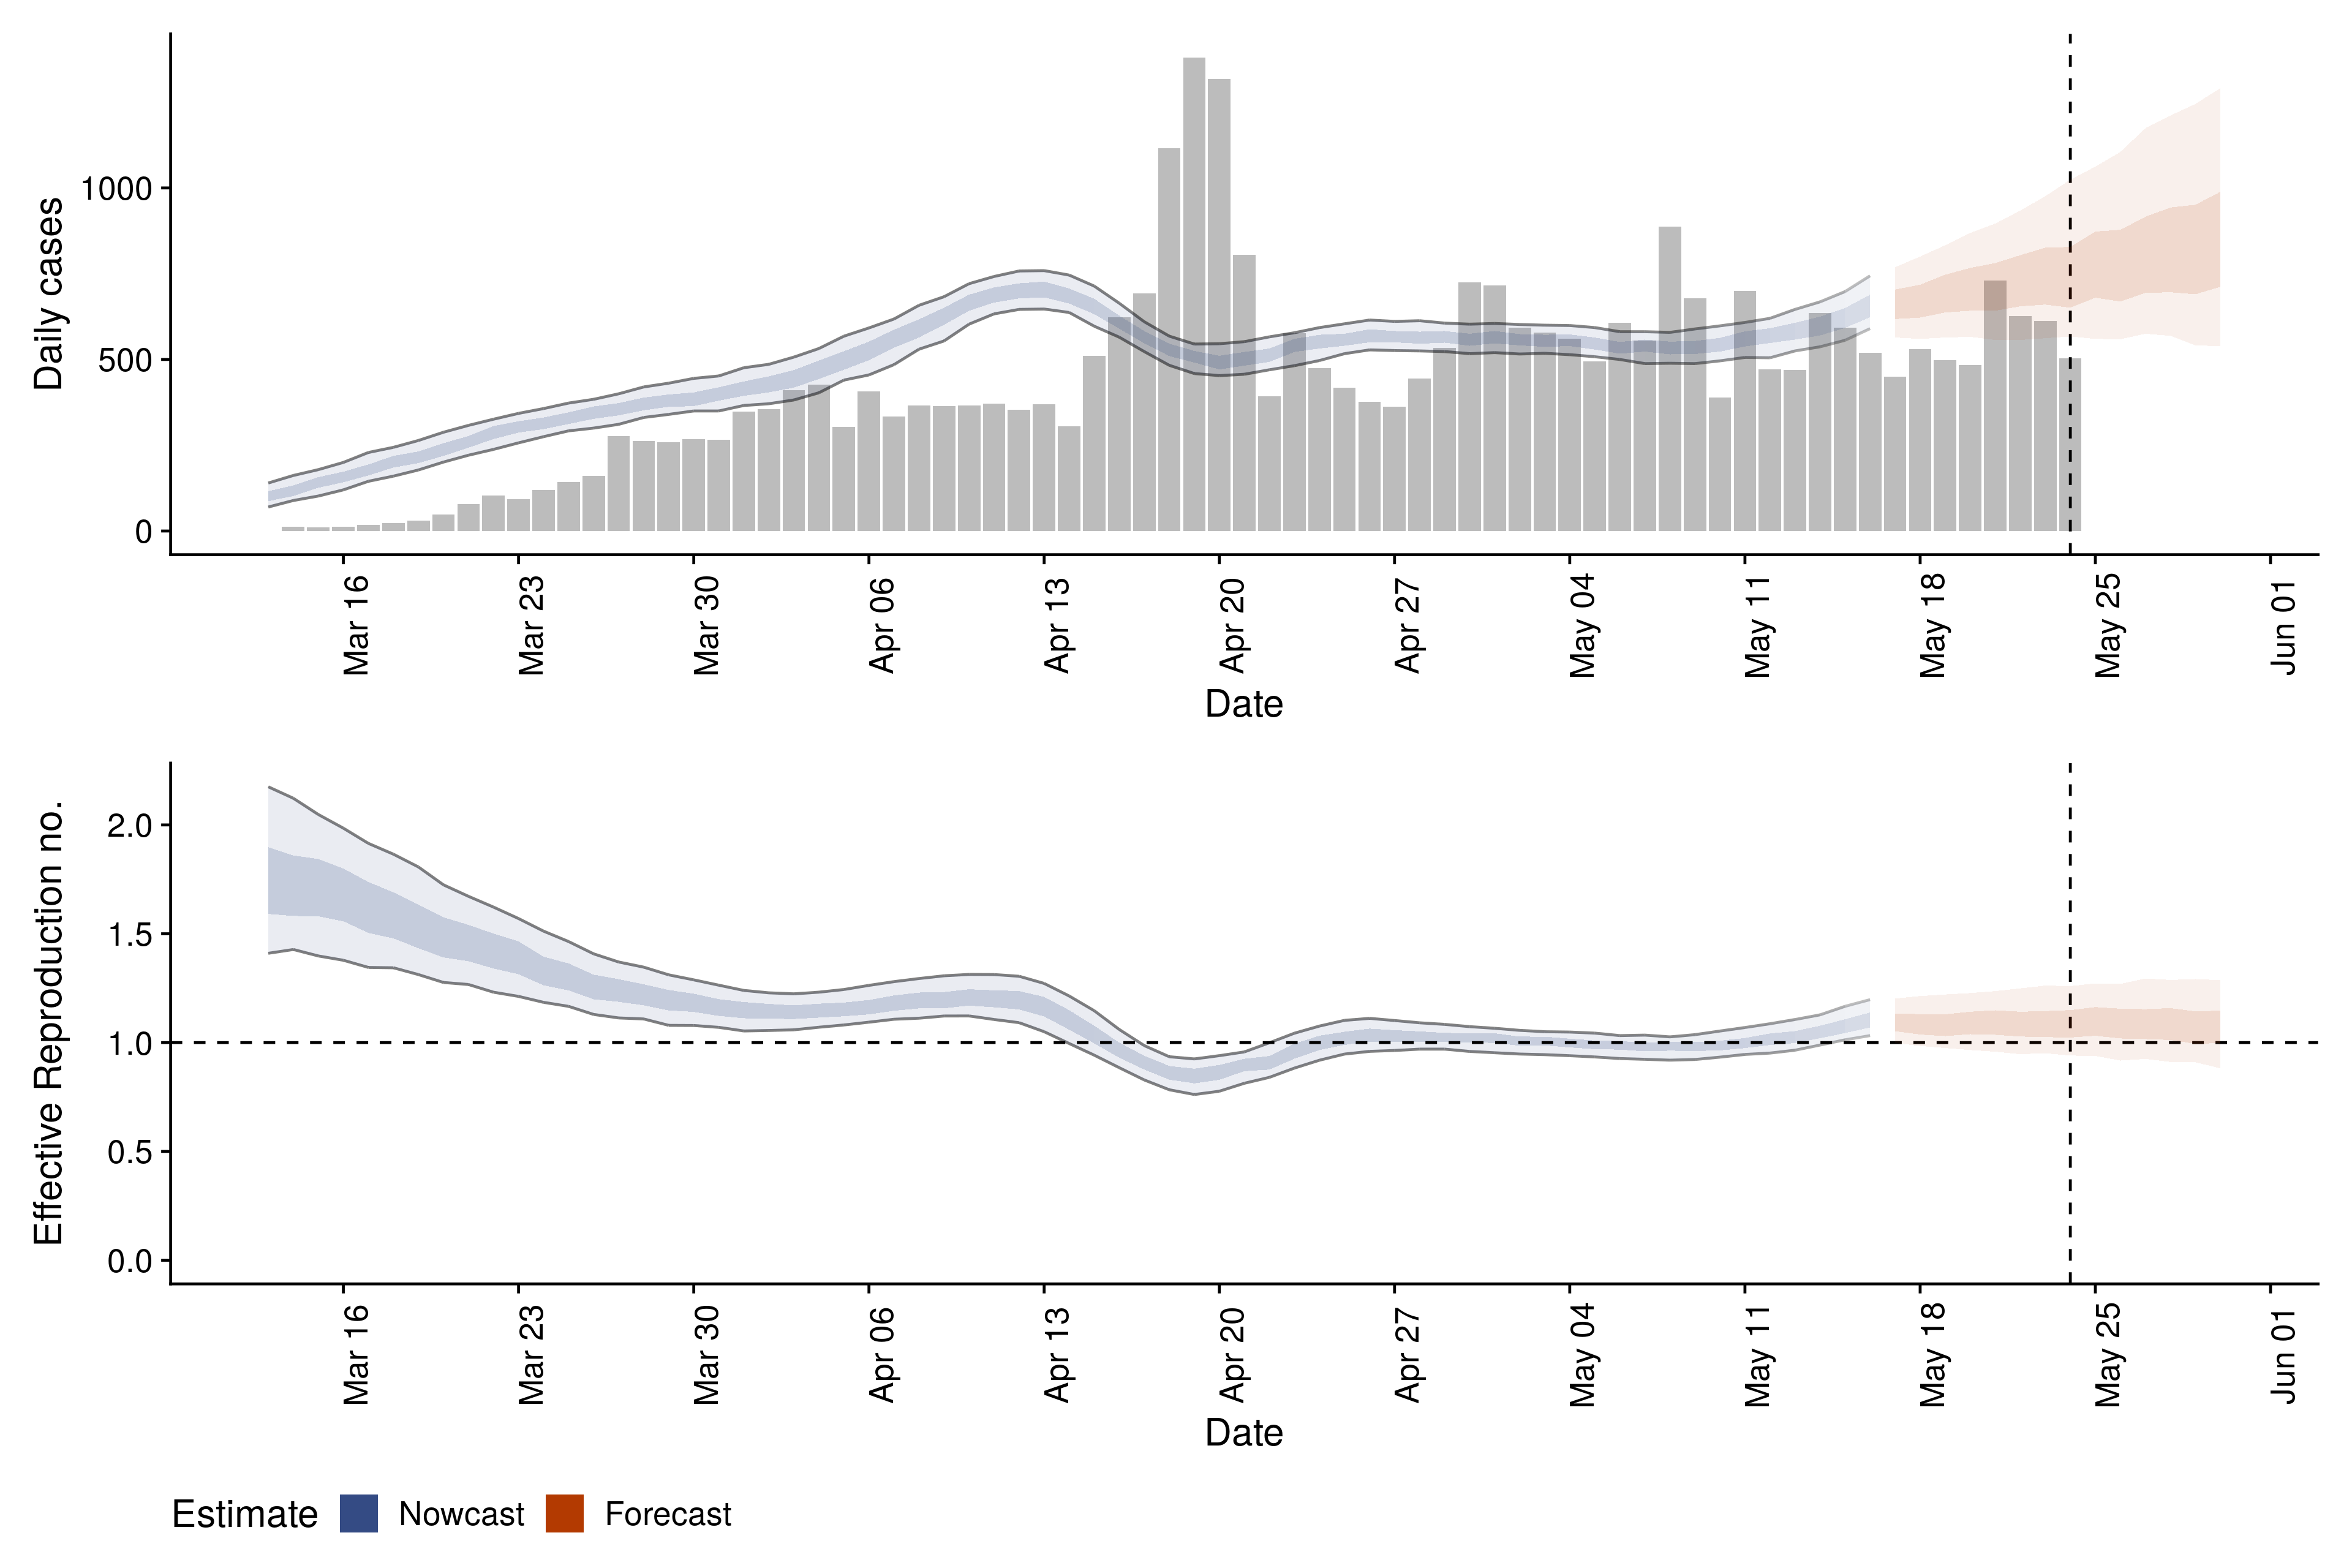 Daily cases
1000
500
0
Mar 16 Mar 23 Mar 30 Apr 06 Apr 13 Apr 20 Apr 27 May 04 May 11 May 18 May 25 Jun 01
Date
Effective Reproduction no.
2.0
1.5
1.0
0.5
0.0
Mar 16 Mar 23 Mar 30 Apr 06 Apr 13 Apr 20 Apr 27 May 04 May 11 May 18 May 25 Jun 01
Date
Estimate Nowcast Forecast